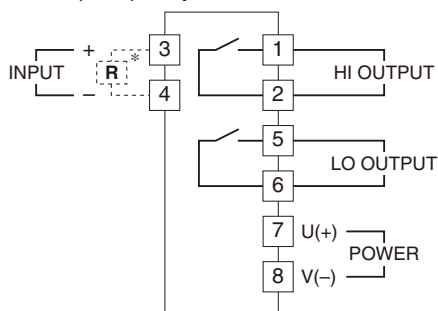 + 3 1
INPUT R * HI OUTPUT
– 4 2
5
LO OUTPUT
6
7 U(+)
POWER
8 V(–)